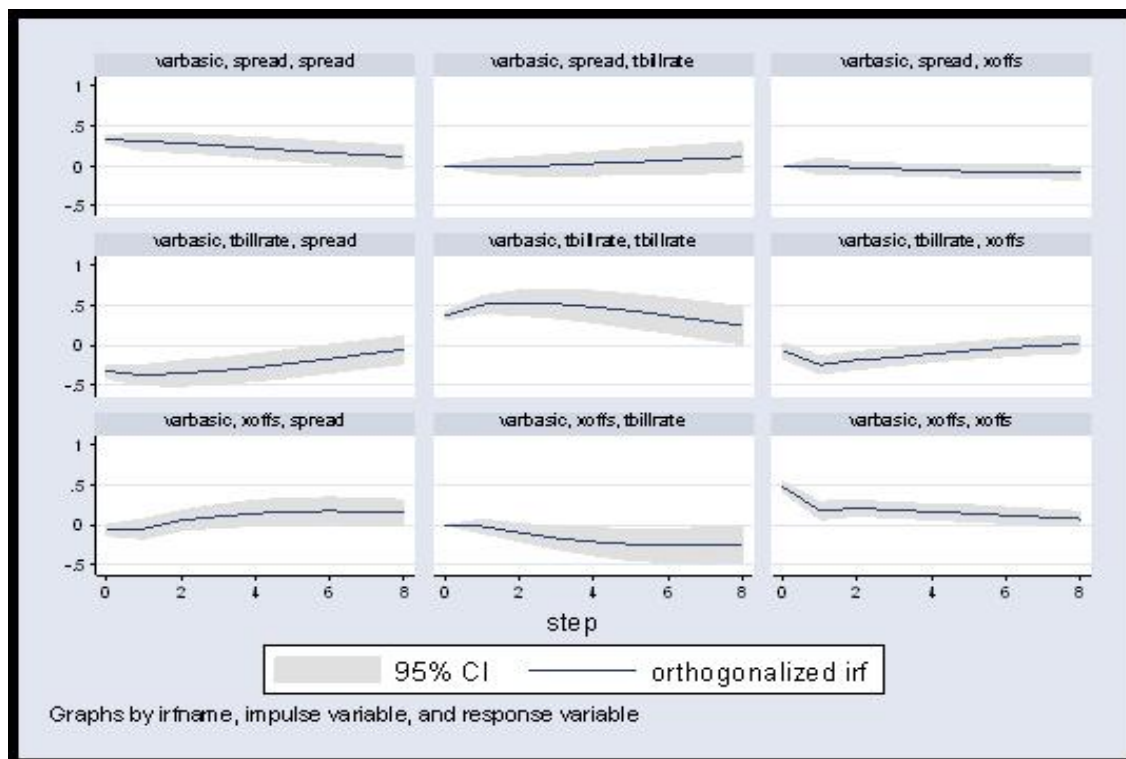 varbasic, spread, spread
varbasic, spread, tbillrate
varbasic, spread, xoffs
1
.5
0
-.5
varbasic, tbillrate, spread
varbasic, tbillrate, tbillrate
varbasic, tbillrate, xoffs
1
.5
0
-.5
varbasic, xoffs, spread
varbasic, xoffs, tbillrate
varbasic, xoffs, xoffs
1
.5
0
-.5
0 2 4 6 8
0 2 4 6 8
0 2 4 6 8
step
95% CI
orthogonalized irf
Graphs by irfname, impulse variable, and response variable